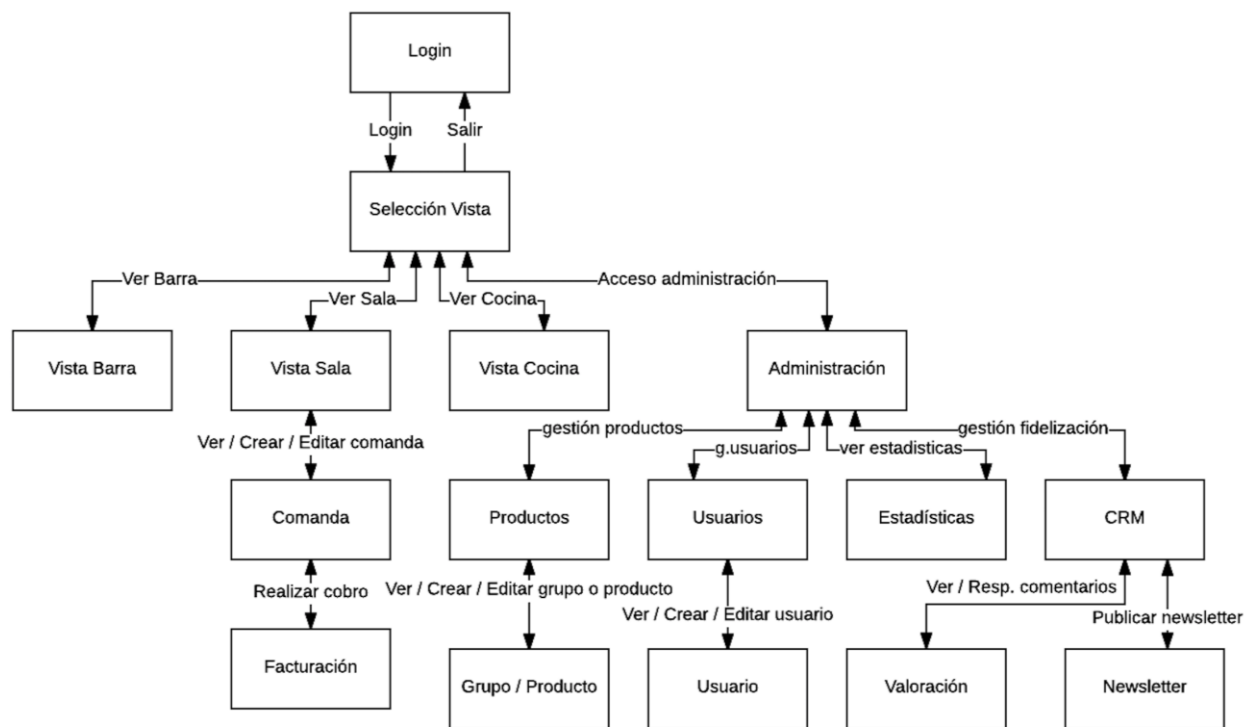 Login
Login
Salir
Selección Vista
Ver Barra
Acceso administración
Ver Sala
Ver Cocina
Vista Barra
Vista Sala
Vista Cocina
Administración
gestión productos
gestión fidelización
g.usuarios
ver estadisticas
Ver / Crear / Editar comanda
Comanda
Productos
Usuarios
Estadísticas
CRM
Realizar cobro
Ver / Crear / Editar grupo o producto
Ver / Resp. comentarios
Ver / Crear / Editar usuario
Publicar newsletter
Facturación
Grupo / Producto
Usuario
Valoración
Newsletter